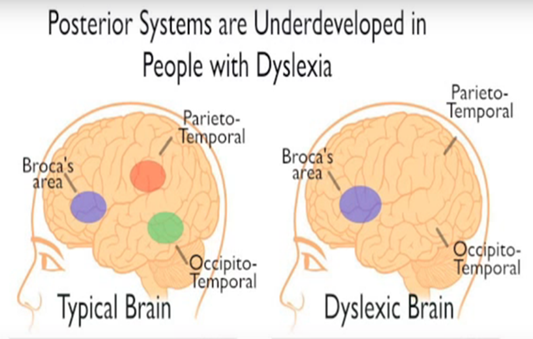 Posterior Systems are Underdeveloped in
People with Dyslexia
Parieto-
Temporal
Broca's
area
Occipito-
Temporal
Typical Brain
Parieto-
Temporal
Broca's
area
Occipito-
Temporal
Dyslexic Brain